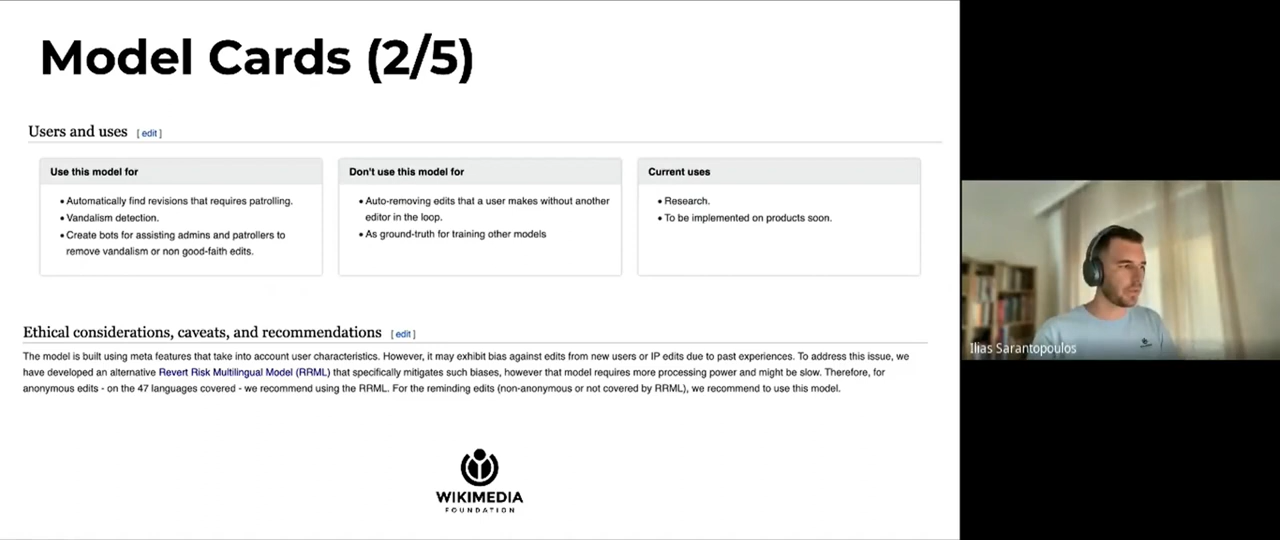 Model Cards (2/5)
Users and uses [ edit ]
Use this model for
• Automatically find revisions that requires patrolling.
• Vandalism detection.
• Create bots for assisting admins and patrollers to
remove vandalism or non good-faith edits.
Don't use this model for
• Auto-removing edits that a user makes without another
editor in the loop.
• As ground-truth for training other models
Current uses
• Research.
• To be implemented on products soon.
Ethical considerations, caveats, and recommendations [ edit ]
The model is built using meta features that take into account user characteristics. However, it may exhibit bias against edits from new users or IP edits due to past experiences. To address this issue, we
have developed an alternative Revert Risk Multilingual Model (RRML) that specifically mitigates such biases, however that model requires more processing power and might be slow. Therefore, for
anonymous edits - on the 47 languages covered - we recommend using the RRML. For the reminding edits (non-anonymous or not covered by RRML), we recommend to use this model.
WIKIMEDIA
FOUNDATION
Ilias Sarantopoulos